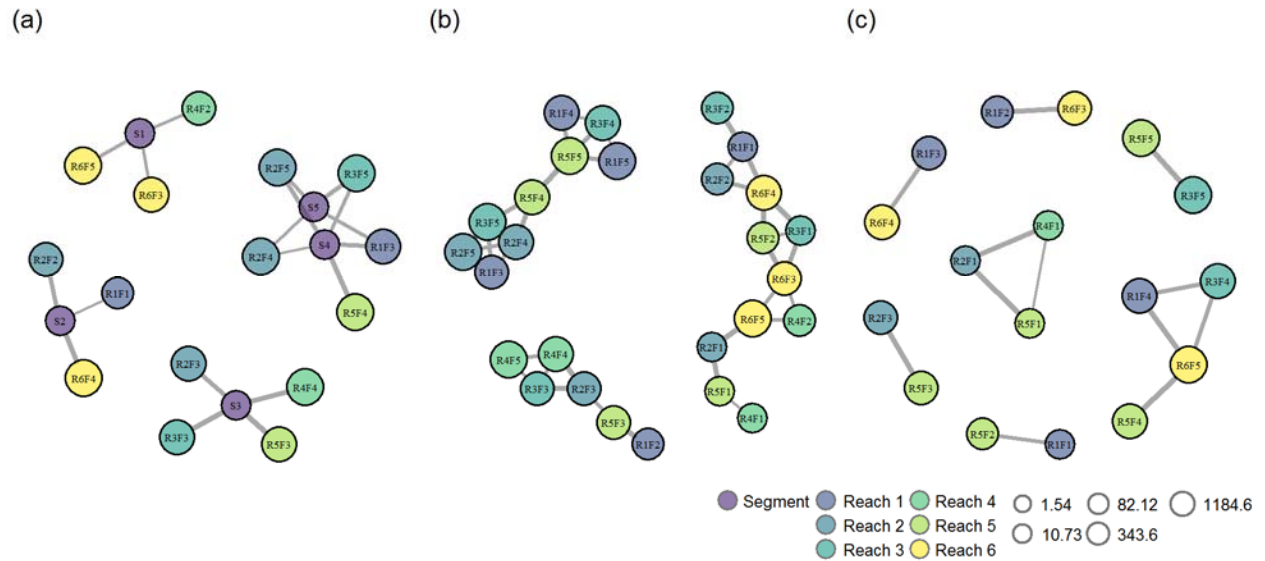 (a)
(b)
(c)
S1
R4F2
R6F5
R6F3
R2F5
R3F5
S5
S4
R2F4
R1F3
R5F4
R2F2
R1F1
S2
R6F4
R2F3
R4F4
S3
R3F3
R5F3
R1F4
R3F4
R5F5
R1F5
R5F4
R3F5
R2F4
R2F5
R1F3
R4F5
R4F4
R3F3
R2F3
R5F3
R1F2
R3F2
R1F1
R2F2
R6F4
R5F2
R3F1
R6F3
R6F5
R4F2
R2F1
R5F1
R4F1
R1F2
R6F3
R1F3
R6F4
R5F5
R3F5
R4F1
R2F1
R5F1
R3F4
R1F4
R6F5
R5F4
R2F3
R5F3
R5F2
R1F1
Segment Reach 1 Reach 4 1.54 82.12 1184.6
Reach 2 Reach 5 10.73 343.6
Reach 3 Reach 6